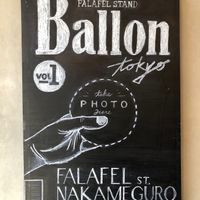 FALAFEL STAND
Ballon
tokyo
VOL.1
take
PHOTO
here
FALAFEL ST.
NAKAMEGURO